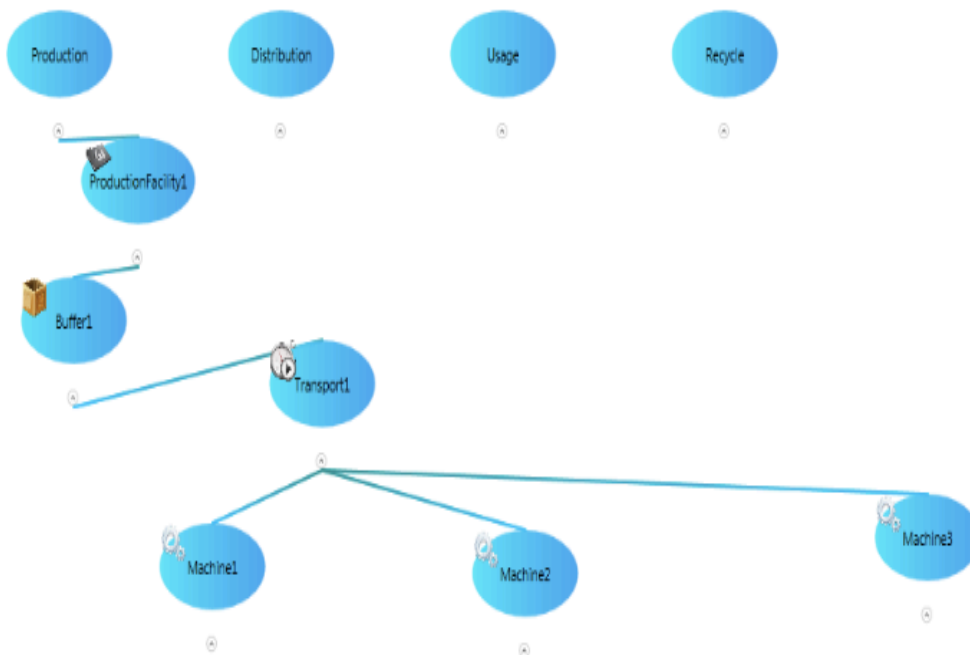 Production
Distribution
Usage
Recycle
ProductionFacility1
Buffer1
Transport1
Machine1
Machine2
Machine3